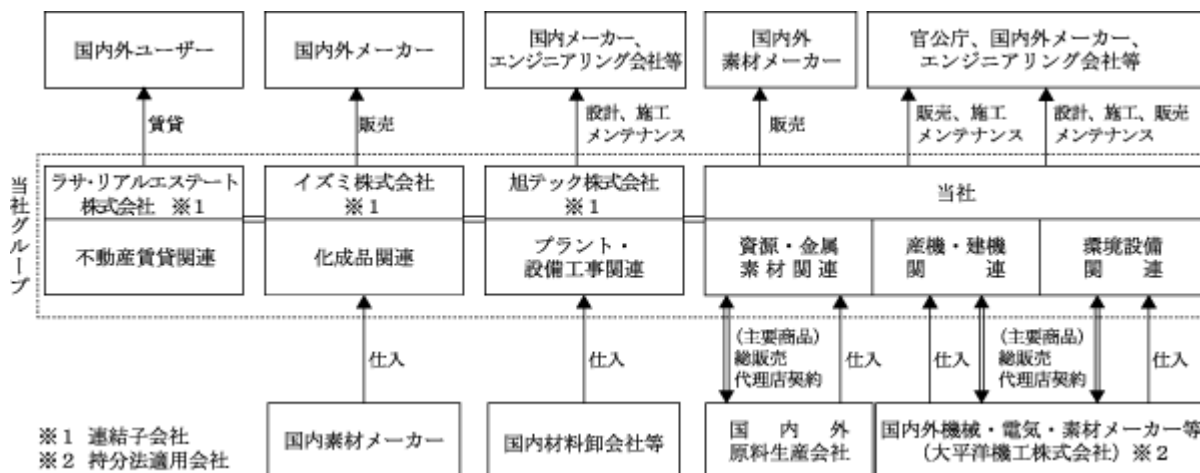 国内外ユーザー
国内外メーカー
国内メーカー、
エンジニアリング会社等
国内外
素材メーカー
官公庁、国内外メーカー、
エンジニアリング会社等
賃貸
販売
設計、施工
メンテナンス
販売
販売、施工
メンテナンス
設計、施工、販売
メンテナンス
当社グループ
ラサ・リアルエステート
株式会社 ※1
イズミ株式会社
※1
旭テック株式会社
※1
当社
不動産賃貸関連
化成品関連
プラント・
設備工事関連
資源・金属
素材関連
産機・建機
関連
環境設備
関連
仕入
仕入
(主要商品)
総販売
代理店契約
仕入
仕入
(主要商品)
総販売
代理店契約
仕入
国内素材メーカー
国内材料卸会社等
国内外
原料生産会社
国内外機械・電気・素材メーカー等
(大平洋機工株式会社)※2
※1 連結子会社
※2 持分法適用会社